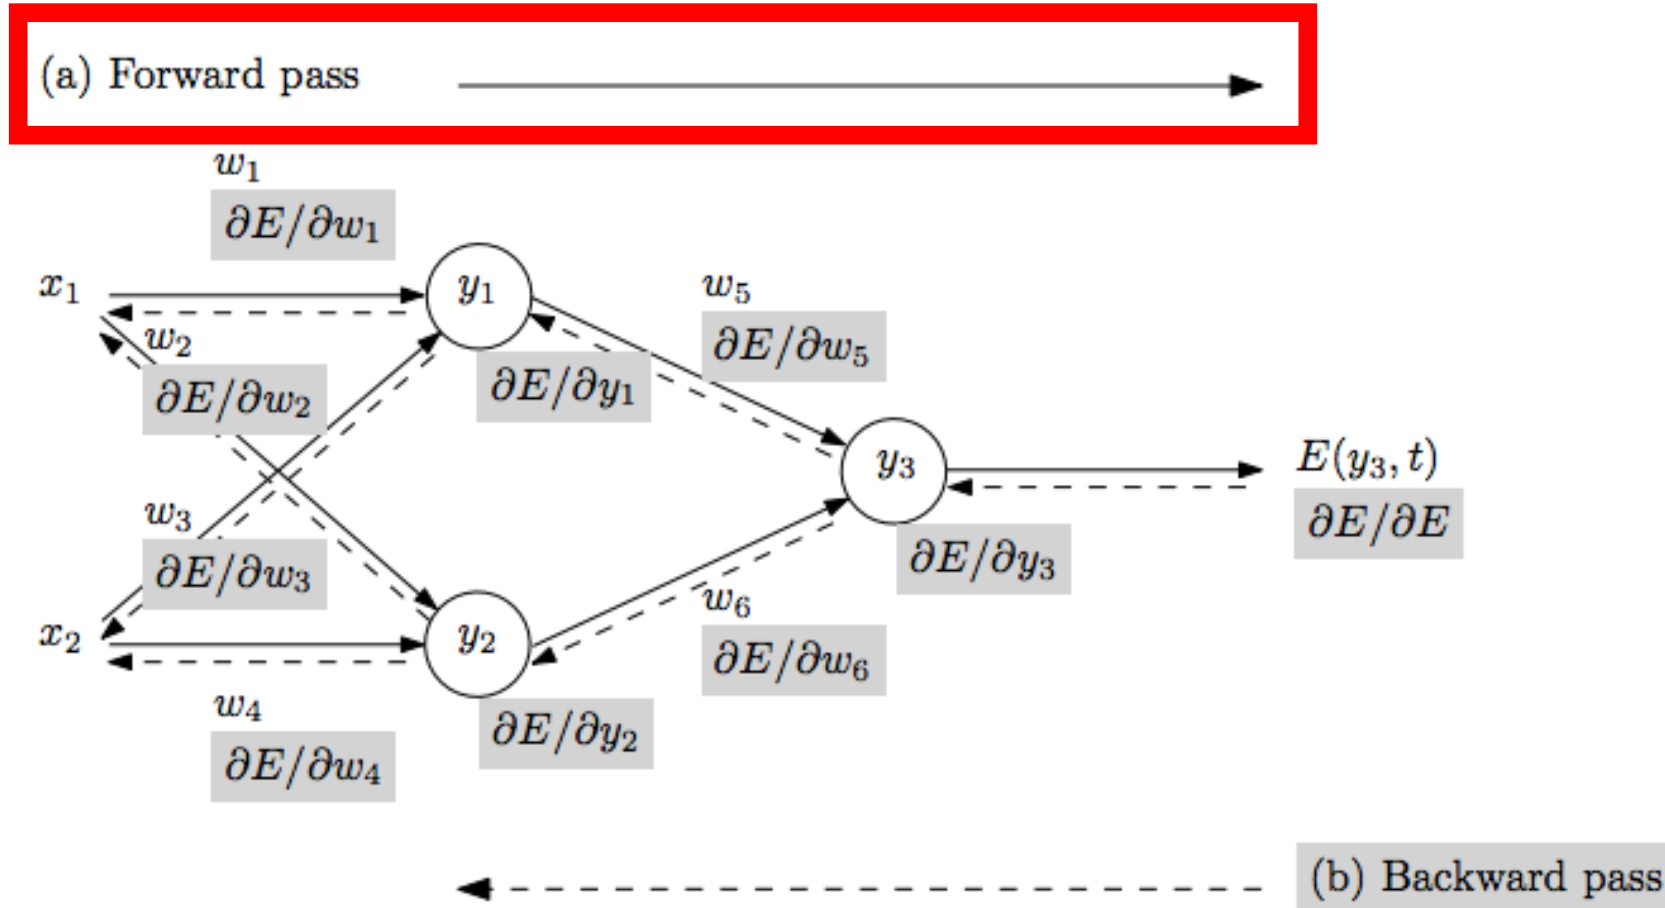 (a) Forward pass
w₁
∂E/∂w₁
x₁
y₁
w₅
w₂
∂E/∂w₅
∂E/∂w₂
∂E/∂y₁
y₃
E(y₃, t)
w₃
∂E/∂E
∂E/∂w₃
∂E/∂y₃
w₆
x₂
y₂
∂E/∂w₆
w₄
∂E/∂y₂
∂E/∂w₄
(b) Backward pass